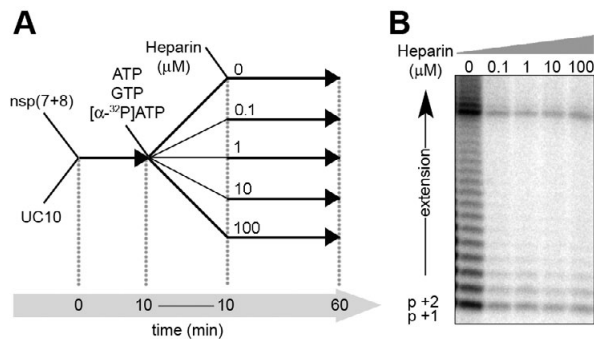 A
Heparin
(μM)
ATP
GTP
[α-³²P]ATP
nsp(7+8)
UC10
0
0.1
1
10
100
0
10
10
60
time (min)
B
Heparin
(μM)
0 0.1 1 10 100
extension
p +2
p +1